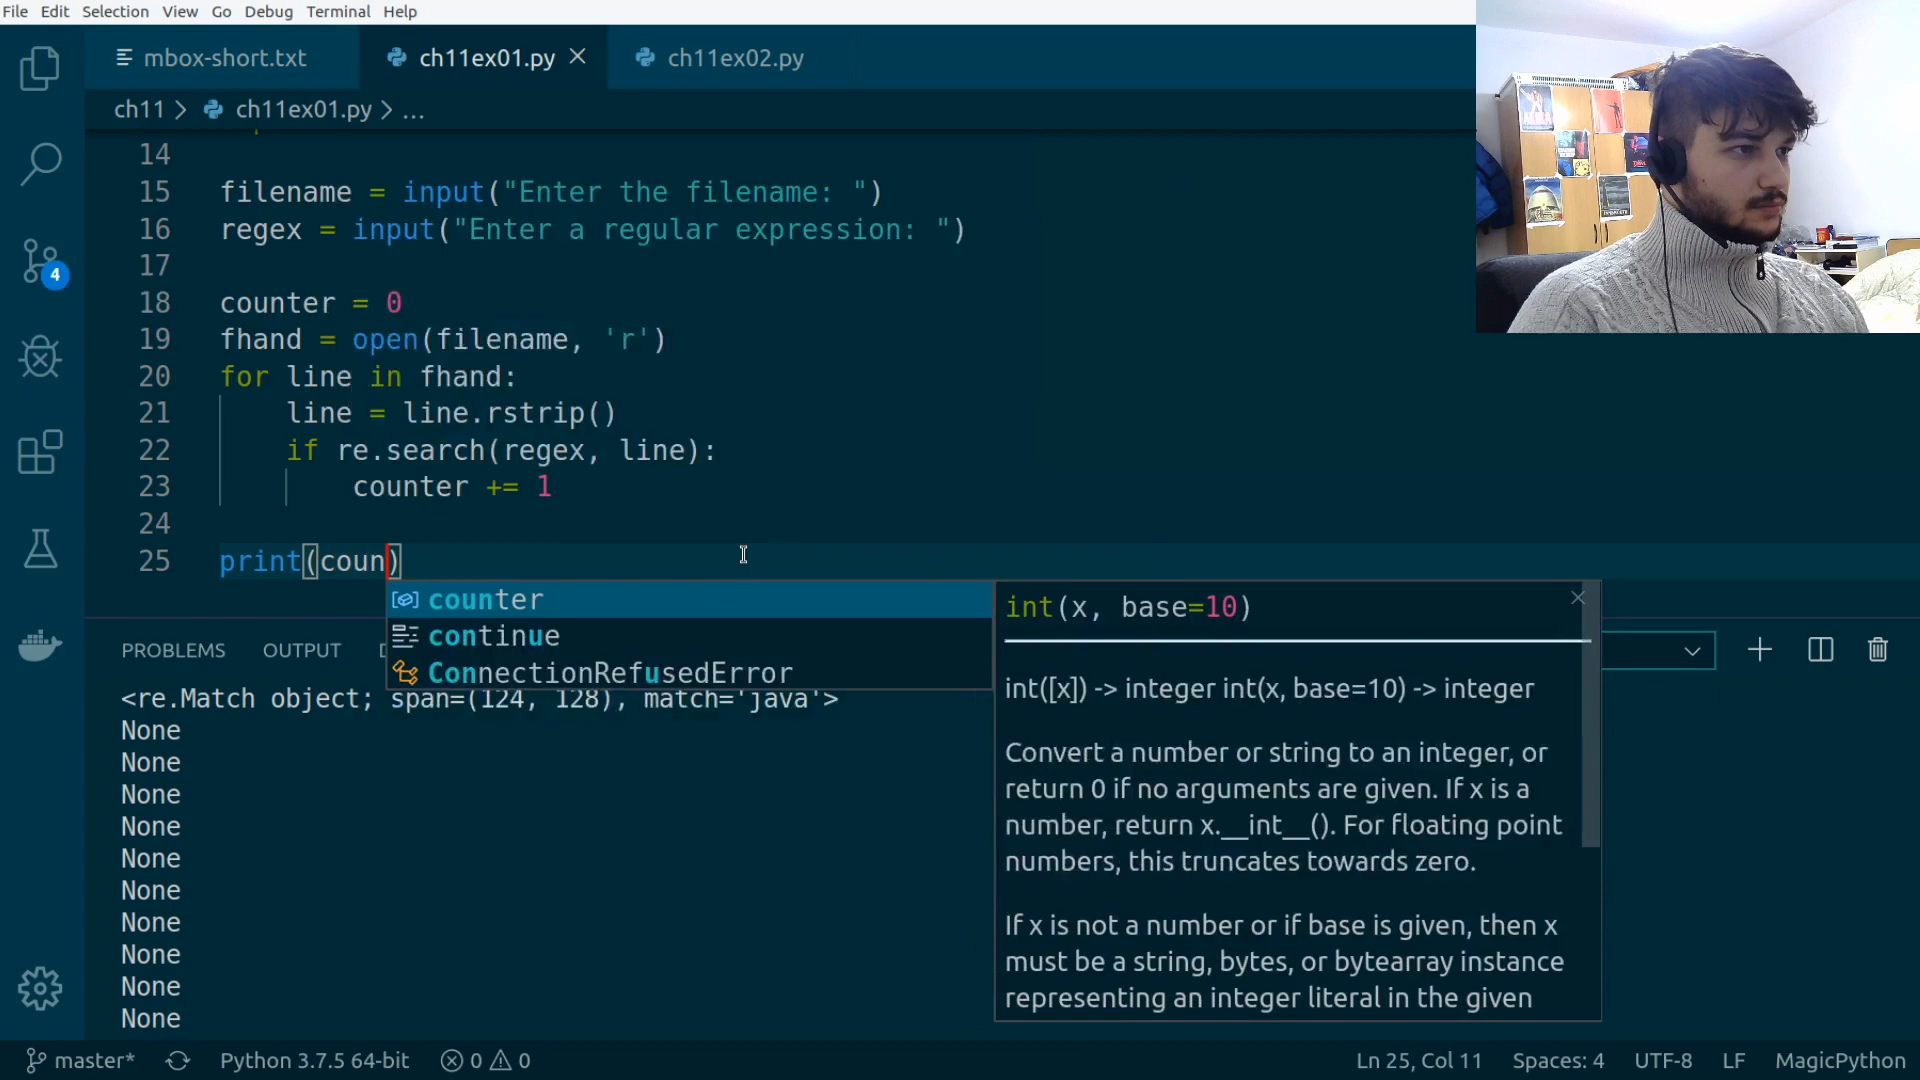 File Edit Selection View Go Debug Terminal Help
mbox-short.txt ch11ex01.py ch11ex02.py
ch11 > ch11ex01.py > ...
14
15 filename = input("Enter the filename: ")
16 regex = input("Enter a regular expression: ")
17
18 counter = 0
19 fhand = open(filename, 'r')
20 for line in fhand:
21 line = line.rstrip()
22 if re.search(regex, line):
23 counter += 1
24
25 print(coun)
counter
continue
ConnectionRefusedError
int(x, base=10)
int([x]) -> integer int(x, base=10) -> integer
Convert a number or string to an integer, or
return 0 if no arguments are given. If x is a
number, return x.__int__(). For floating point
numbers, this truncates towards zero.
If x is not a number or if base is given, then x
must be a string, bytes, or bytearray instance
representing an integer literal in the given
4
PROBLEMS OUTPUT
<re.Match object; span=(124, 128), match='java'>
None
None
None
None
None
None
None
None
None
None
master* Python 3.7.5 64-bit 0 0 Ln 25, Col 11 Spaces: 4 UTF-8 LF MagicPython